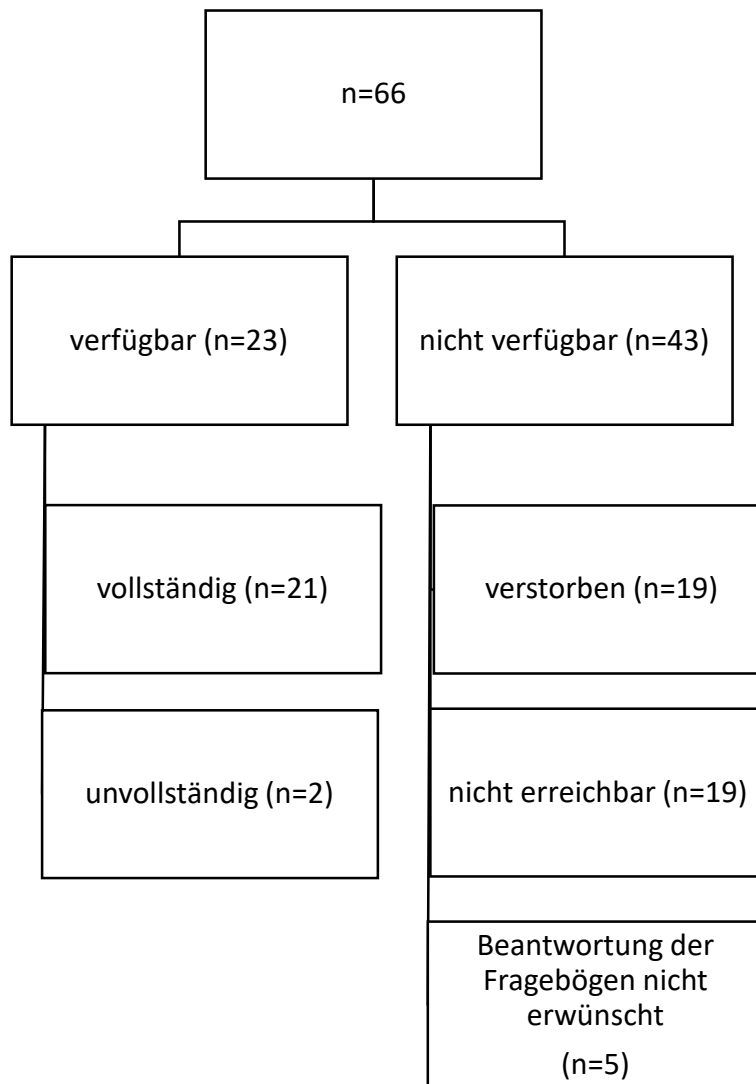 n=66
verfügbar (n=23)
nicht verfügbar (n=43)
vollständig (n=21)
verstorben (n=19)
unvollständig (n=2)
nicht erreichbar (n=19)
Beantwortung der
Fragebögen nicht
erwünscht
(n=5)